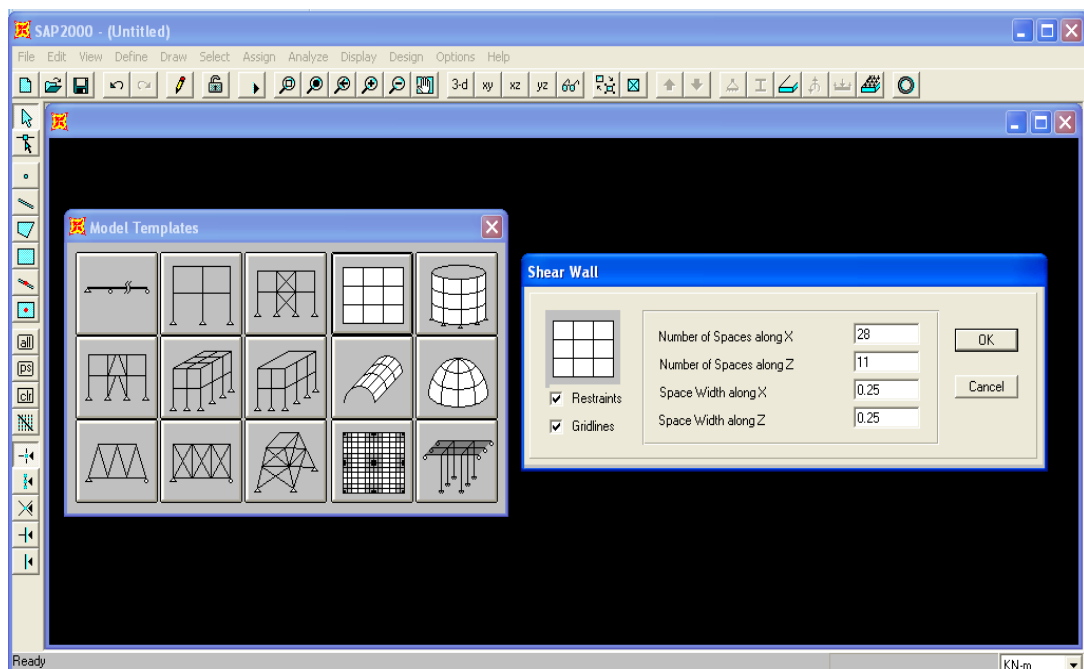 SAP2000 - (Untitled)
File Edit View Define Draw Select Assign Analyze Display Design Options Help
3-d xy xz yz
Model Templates
Shear Wall
Number of Spaces along X 28
OK
Number of Spaces along Z 11
Cancel
Restraints
Space Width along X 0.25
Gridlines
Space Width along Z 0.25
all
ps
clr
Ready
KN-m